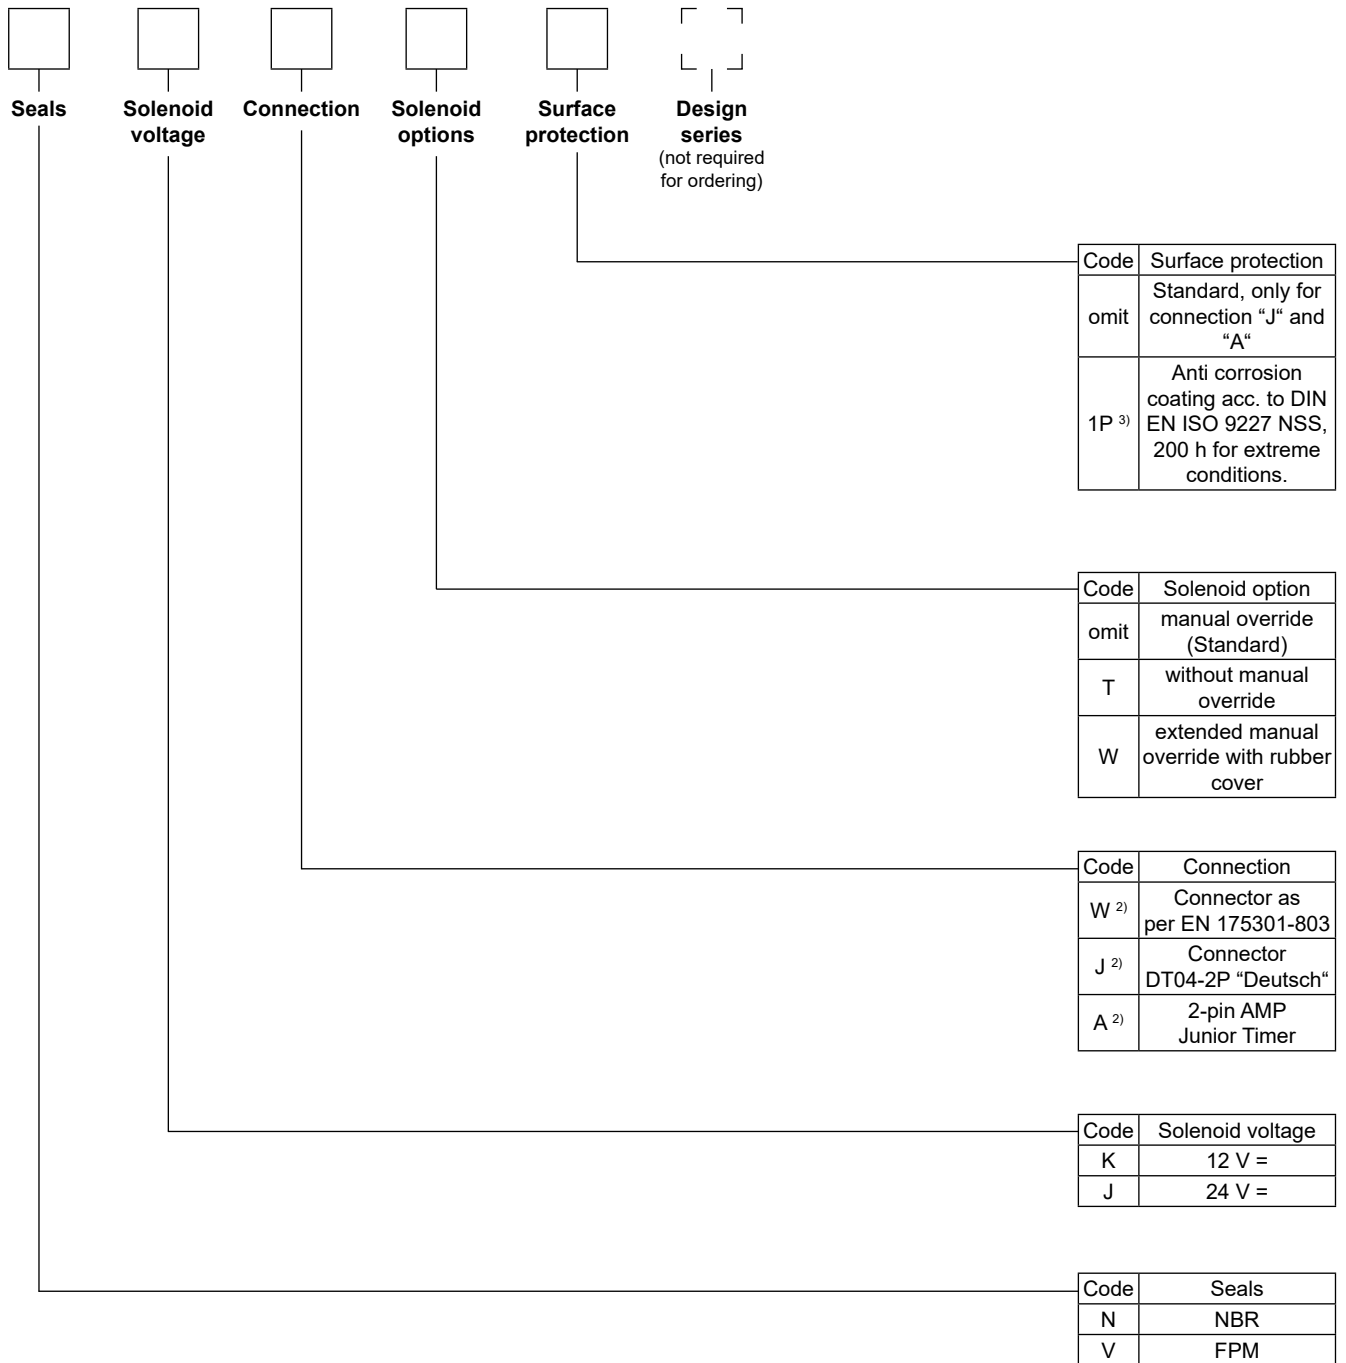 Seals
Solenoid voltage
Connection
Solenoid options
Surface protection
Design series
(not required for ordering)
Code Surface protection
omit Standard, only for connection “J“ and “A“
1P 3) Anti corrosion coating acc. to DIN EN ISO 9227 NSS, 200 h for extreme conditions.
Code Solenoid option
omit manual override (Standard)
T without manual override
W extended manual override with rubber cover
Code Connection
W 2) Connector as per EN 175301-803
J 2) Connector DT04-2P “Deutsch“
A 2) 2-pin AMP Junior Timer
Code Solenoid voltage
K 12 V =
J 24 V =
Code Seals
N NBR
V FPM